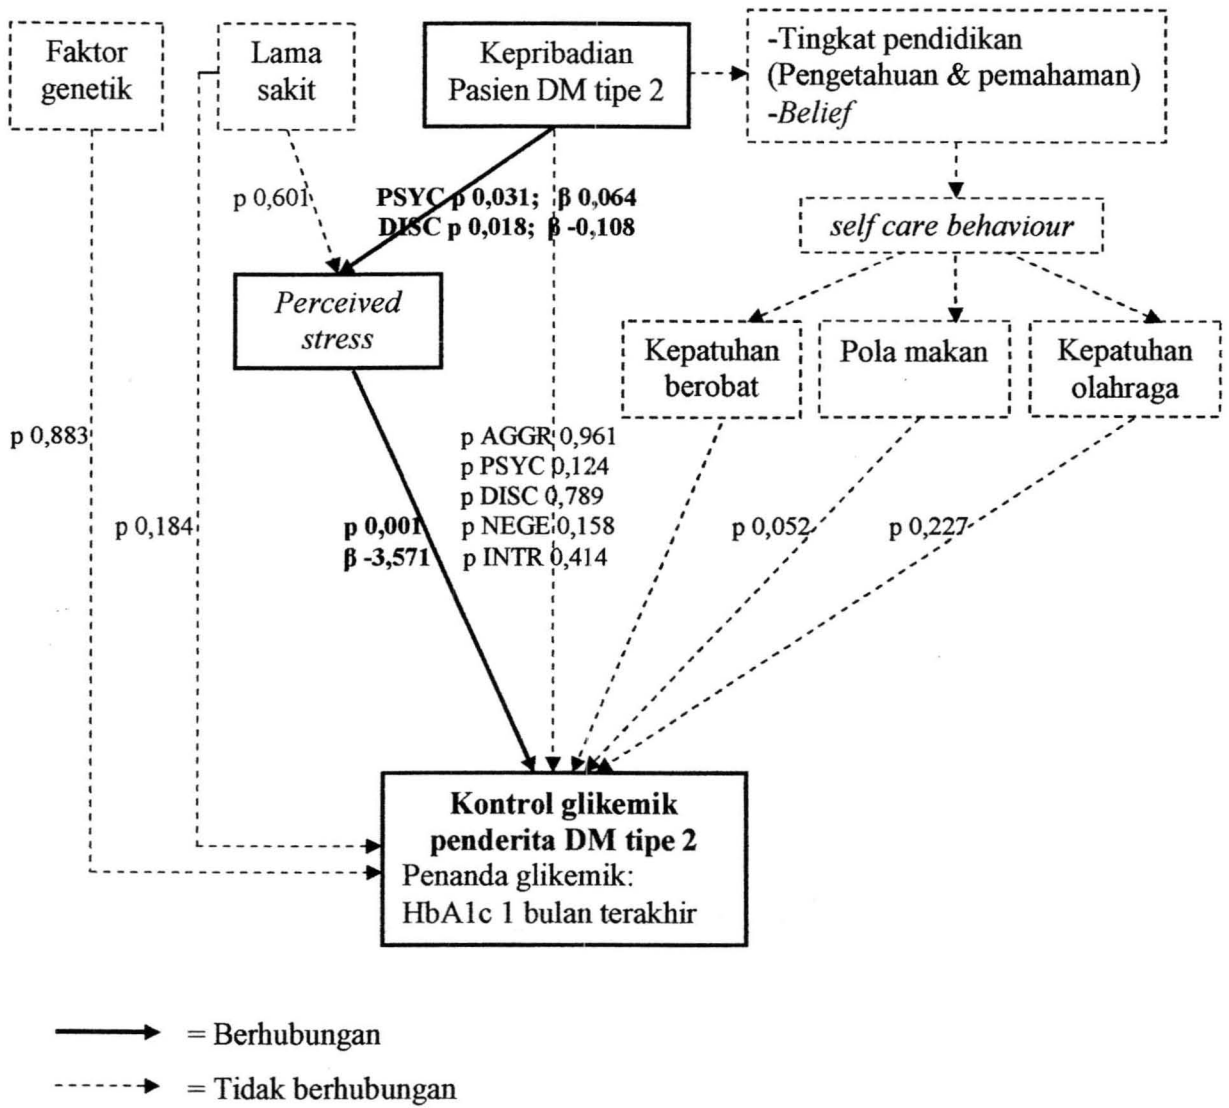 Faktor
genetik
Lama
sakit
Kepribadian
Pasien DM tipe 2
-Tingkat pendidikan
(Pengetahuan & pemahaman)
-Belief
p 0,601
PSYC p 0,031; β 0,064
DISC p 0,018; β -0,108
self care behaviour
Perceived
stress
Kepatuhan
berobat
Pola makan
Kepatuhan
olahraga
p 0,883
p AGGR 0,961
p PSYC 0,124
p DISC 0,789
p NEGE 0,158
p INTR 0,414
p 0,184
p 0,001
β -3,571
p 0,052
p 0,227
Kontrol glikemik
penderita DM tipe 2
Penanda glikemik:
HbA1c 1 bulan terakhir
= Berhubungan
= Tidak berhubungan